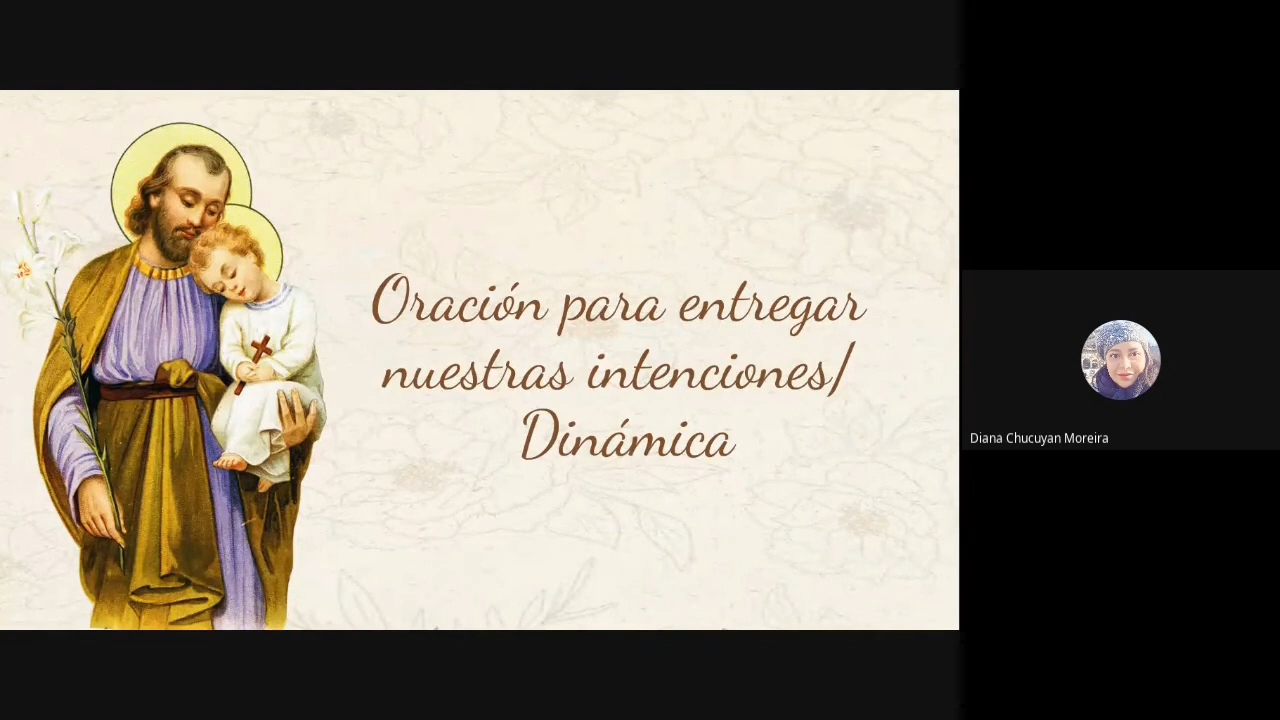 Oración para entregar
nuestras intenciones/
Dinámica
Diana Chucuyan Moreira